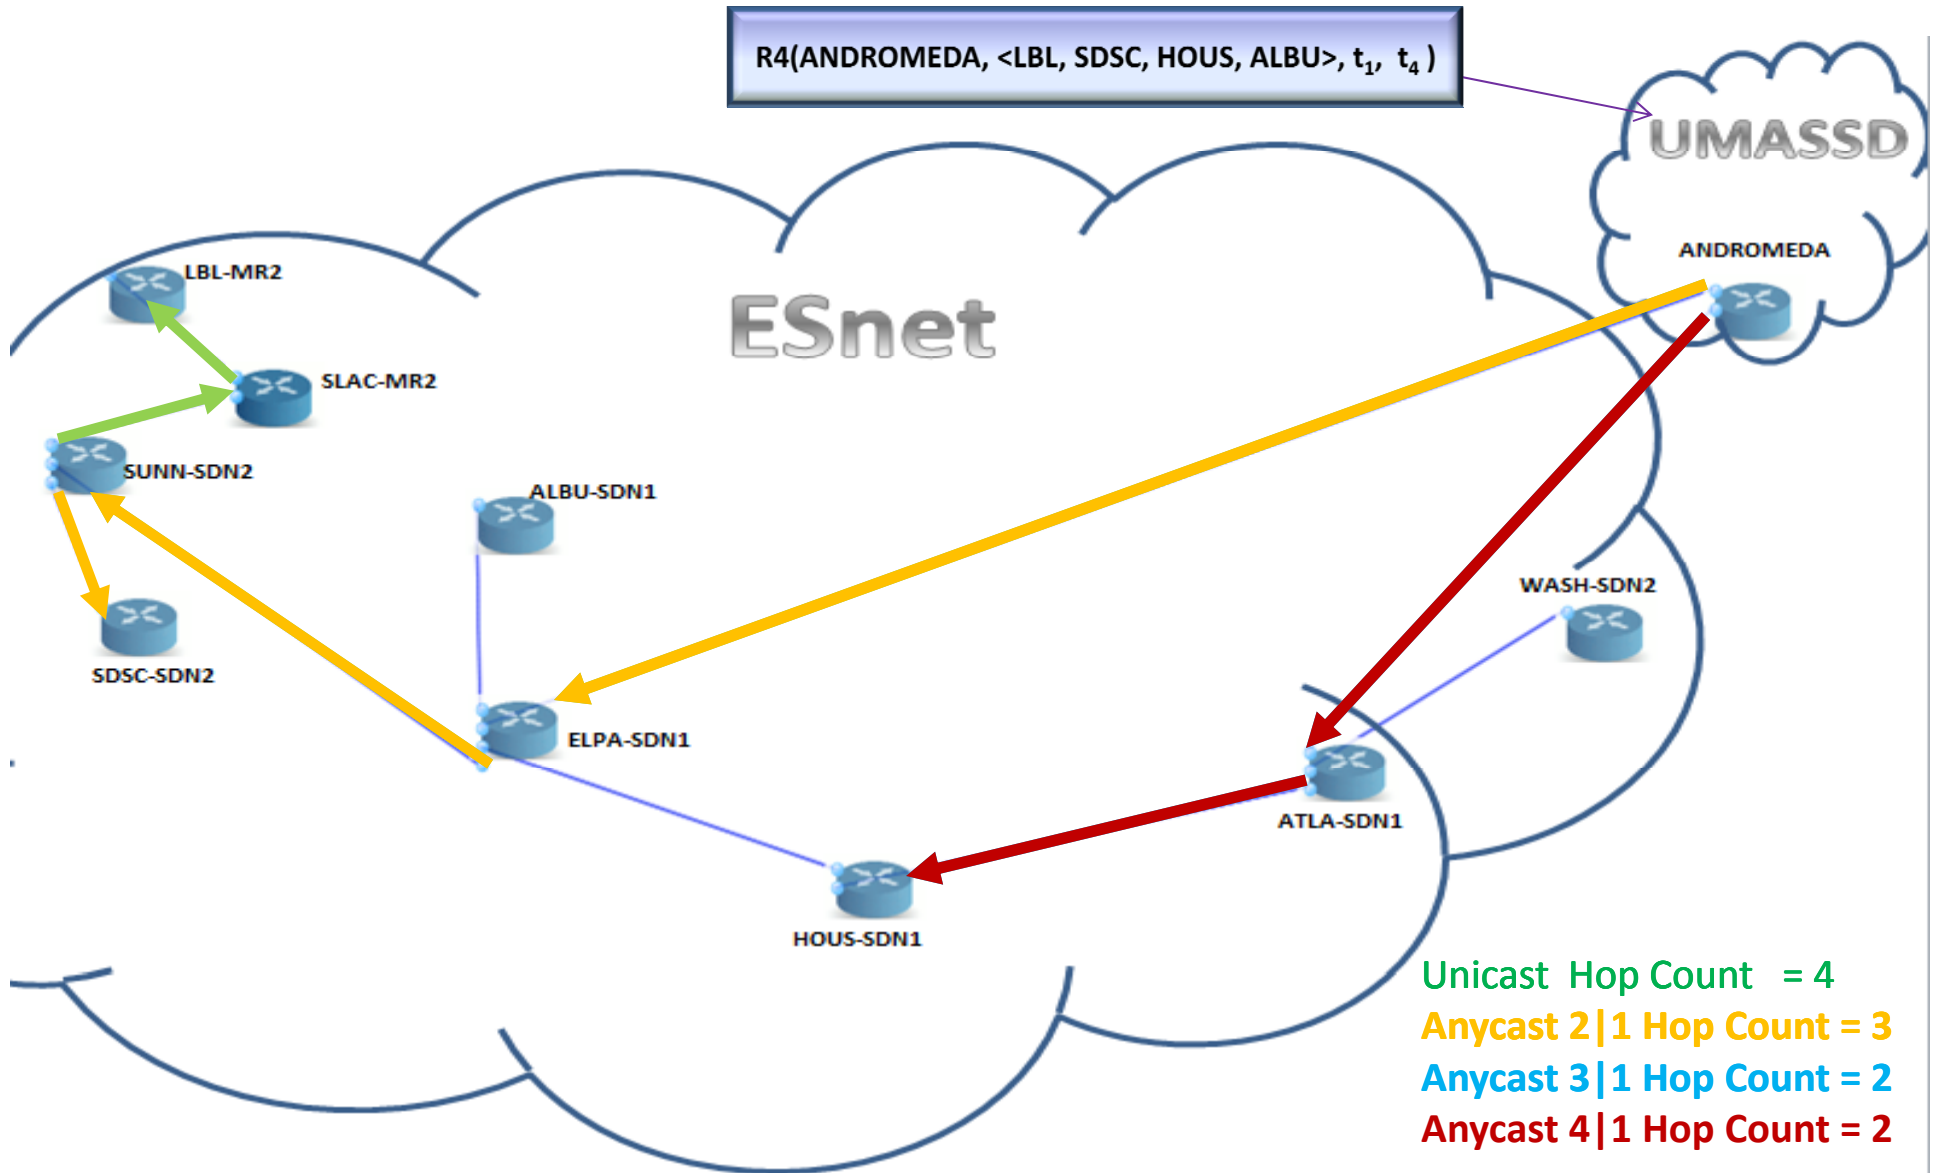 R4(ANDROMEDA, <LBL, SDSC, HOUS, ALBU>, t1, t4 )
UMASSD
ANDROMEDA
LBL-MR2
ESnet
SLAC-MR2
SUNN-SDN2
ALBU-SDN1
WASH-SDN2
SDSC-SDN2
ELPA-SDN1
ATLA-SDN1
HOUS-SDN1
Unicast Hop Count = 4
Anycast 2|1 Hop Count = 3
Anycast 3|1 Hop Count = 2
Anycast 4|1 Hop Count = 2